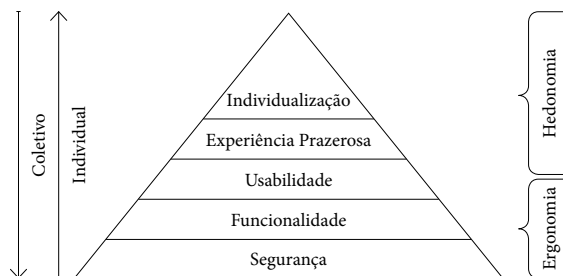 Coletivo
Individual
Individualização
Experiência Prazerosa
Usabilidade
Funcionalidade
Segurança
Hedonomia
Ergonomia